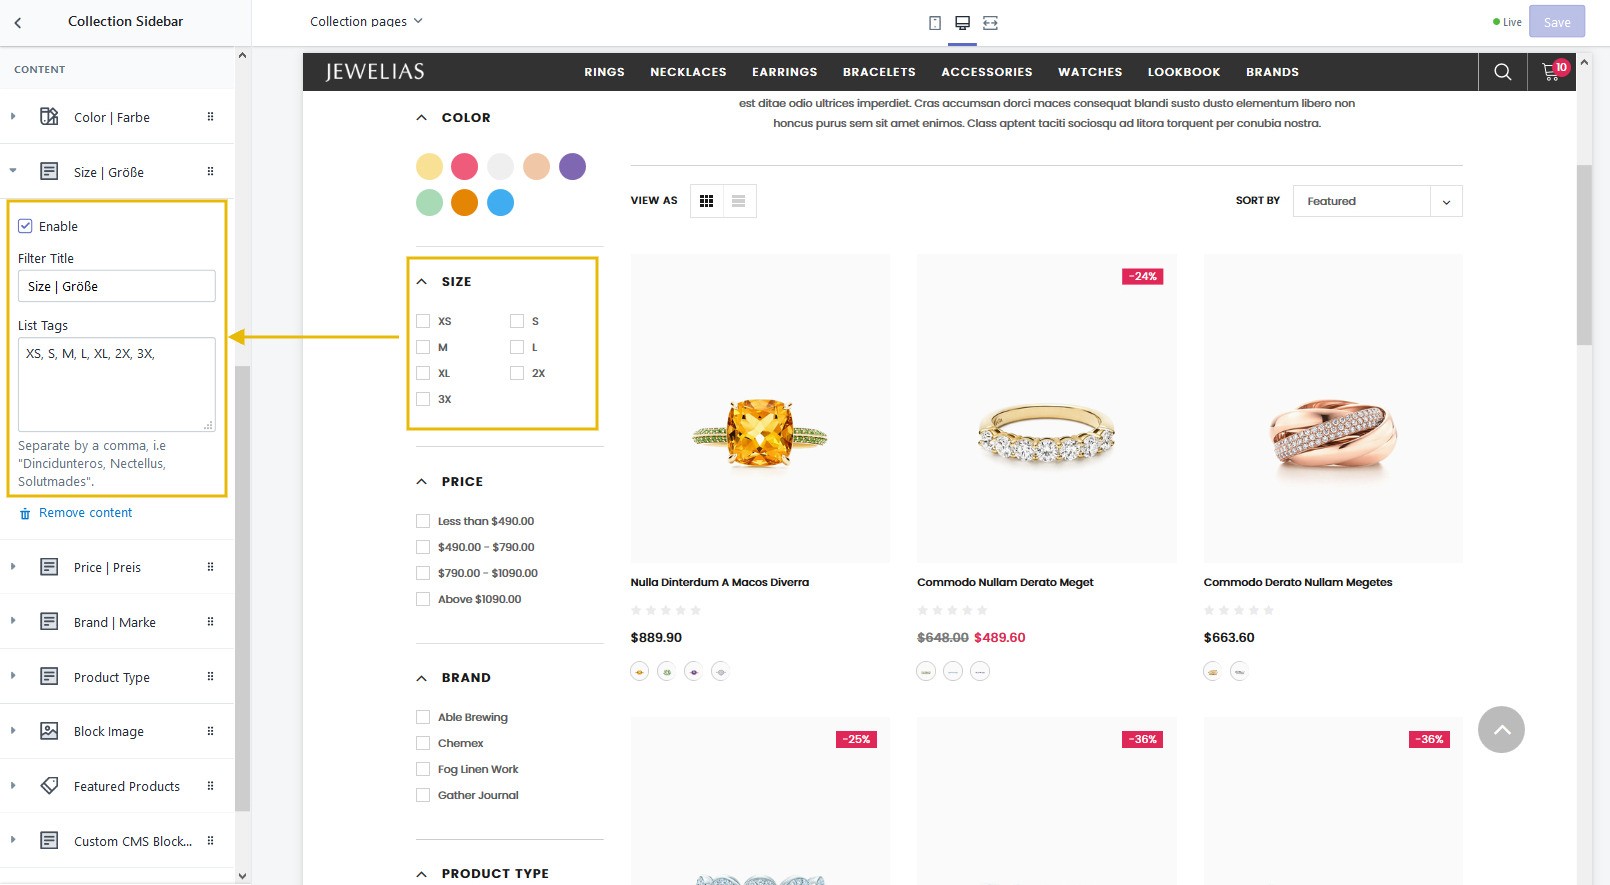 Collection Sidebar
Collection pages
Live
Save
CONTENT
Color | Farbe
Size | Größe
Enable
Filter Title
Size | Größe
List Tags
XS, S, M, L, XL, 2X, 3X,
Separate by a comma, i.e
"Dincidunteros, Nectellus,
Solutmades".
Remove content
Price | Preis
Brand | Marke
Product Type
Block Image
Featured Products
Custom CMS Block...
JEWELIAS
RINGS NECKLACES EARRINGS BRACELETS ACCESSORIES WATCHES LOOKBOOK BRANDS
10
est ditae odio ultrices imperdiet. Cras accumsan dorci maces consequat blandi susto dusto elementum libero non
honcus purus sem sit amet enimos. Class aptent taciti sociosqu ad litora torquent per conubia nostra.
COLOR
SIZE
XS S
M L
XL 2X
3X
PRICE
Less than $490.00
$490.00 - $790.00
$790.00 - $1090.00
Above $1090.00
BRAND
Able Brewing
Chemex
Fog Linen Work
Gather Journal
PRODUCT TYPE
VIEW AS
SORT BY Featured
-24%
Nulla Dinterdum A Macos Diverra
$889.90
Commodo Nullam Derato Meget
$648.00 $489.60
Commodo Derato Nullam Megetes
$663.60
-25%
-36%
-36%